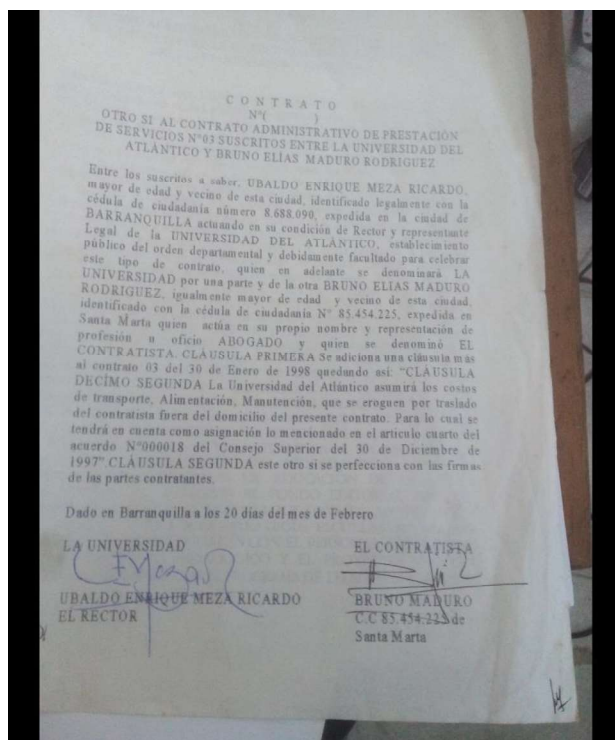 C O N T R A T O
N°( )
OTRO SI AL CONTRATO ADMINISTRATIVO DE PRESTACIÓN
DE SERVICIOS N°03 SUSCRITOS ENTRE LA UNIVERSIDAD DEL
ATLÁNTICO Y BRUNO ELÍAS MADURO RODRIGUEZ
Entre los suscritos a saber, UBALDO ENRIQUE MEZA RICARDO,
mayor de edad y vecino de esta ciudad, identificado legalmente con la
cédula de ciudadanía número 8.688.090, expedida en la ciudad de
BARRANQUILLA actuando en su condición de Rector y representante
Legal de la UNIVERSIDAD DEL ATLÁNTICO, establecimiento
público del orden departamental y debidamente facultado para celebrar
este tipo de contrato, quien en adelante se denominará LA
UNIVERSIDAD por una parte y de la otra BRUNO ELIAS MADURO
RODRIGUEZ, igualmente mayor de edad y vecino de esta ciudad,
identificado con la cédula de ciudadanía N° 85.454.225, expedida en
Santa Marta quien actúa en su propio nombre y representación de
profesión u oficio ABOGADO y quien se denominó EL
CONTRATISTA. CLÁUSULA PRIMERA Se adiciona una cláusula más
al contrato 03 del 30 de Enero de 1998 quedando así: “CLÁUSULA
DECÍMO SEGUNDA La Universidad del Atlántico asumirá los costos
de transporte, Alimentación, Manutención, que se eroguen por traslado
del contratista fuera del domicilio del presente contrato. Para lo cual se
tendrá en cuenta como asignación lo mencionado en el articulo cuarto del
acuerdo N°000018 del Consejo Superior del 30 de Diciembre de
1997”.CLÁUSULA SEGUNDA este otro si se perfecciona con las firmas
de las partes contratantes.
Dado en Barranquilla a los 20 días del mes de Febrero
LA UNIVERSIDAD
UBALDO ENRIQUE MEZA RICARDO
EL RECTOR
EL CONTRATISTA
BRUNO MADURO
C.C 85.454.225 de
Santa Marta